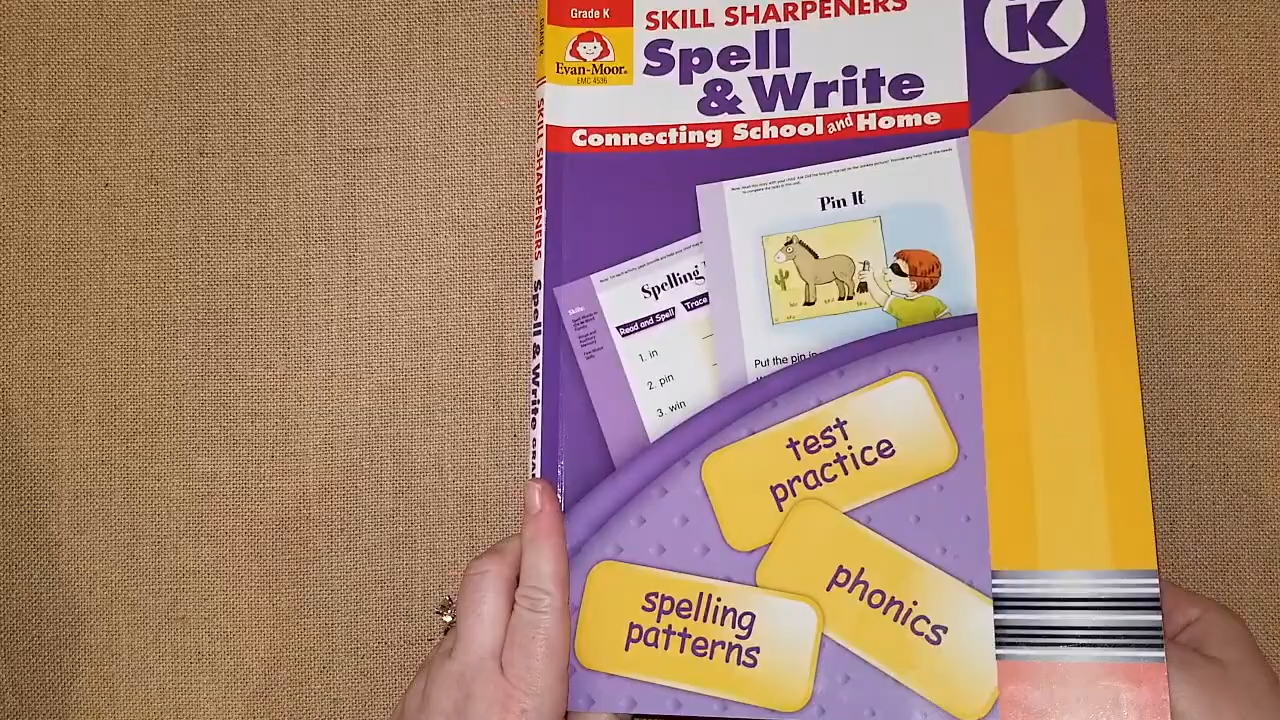 Grade K
Evan-Moor®
EMC 4536
SKILL SHARPENERS
Spell
& Write
Connecting School and Home
K
SKILL SHARPENERS Spell & Write
Pin It
Put the pin in
Spelling
Skills:
Read and Spell
Trace
1. in
2. pin
3. win
test
practice
phonics
spelling
patterns